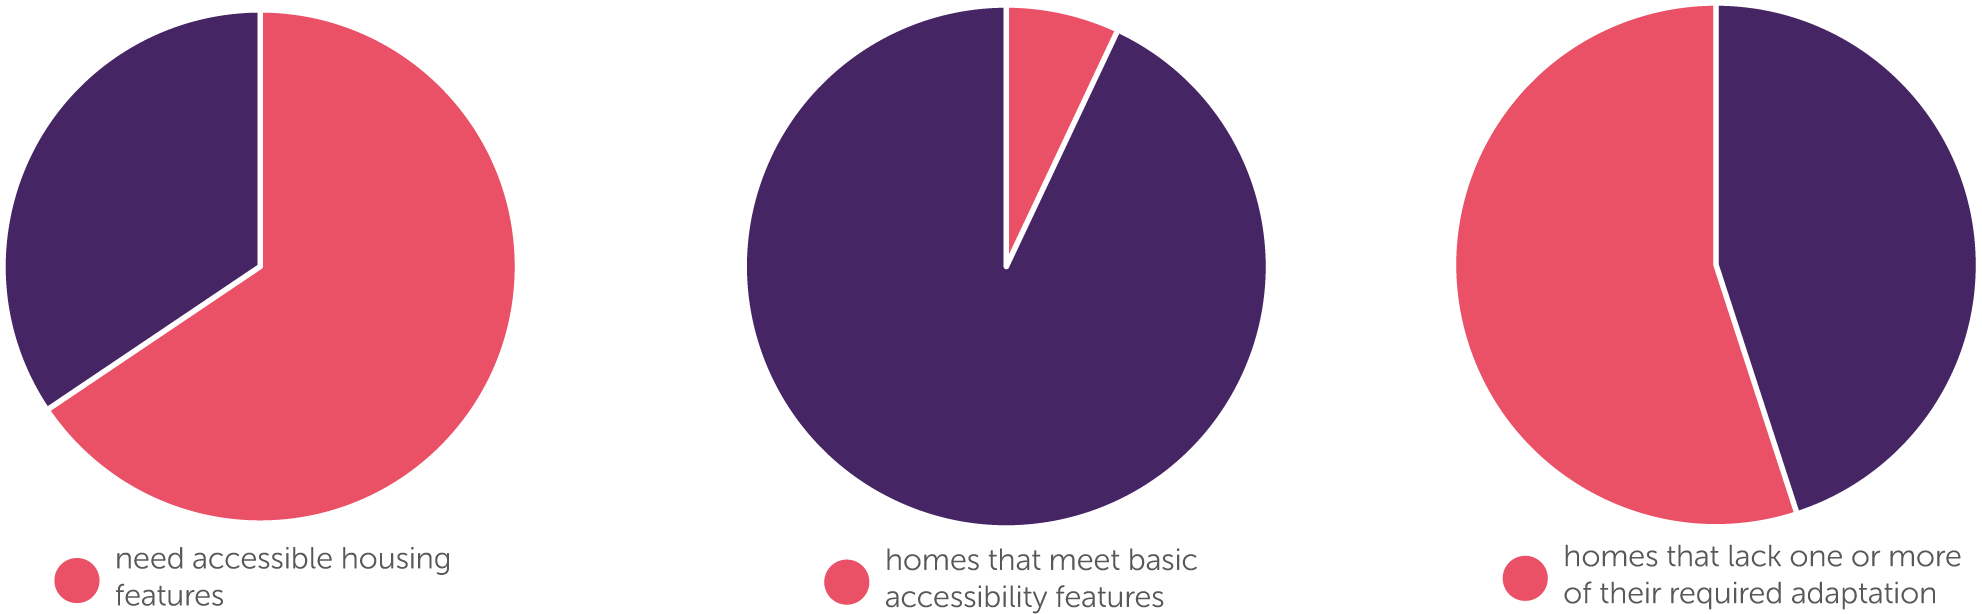 need accessible housing
features
homes that meet basic
accessibility features
homes that lack one or more
of their required adaptation